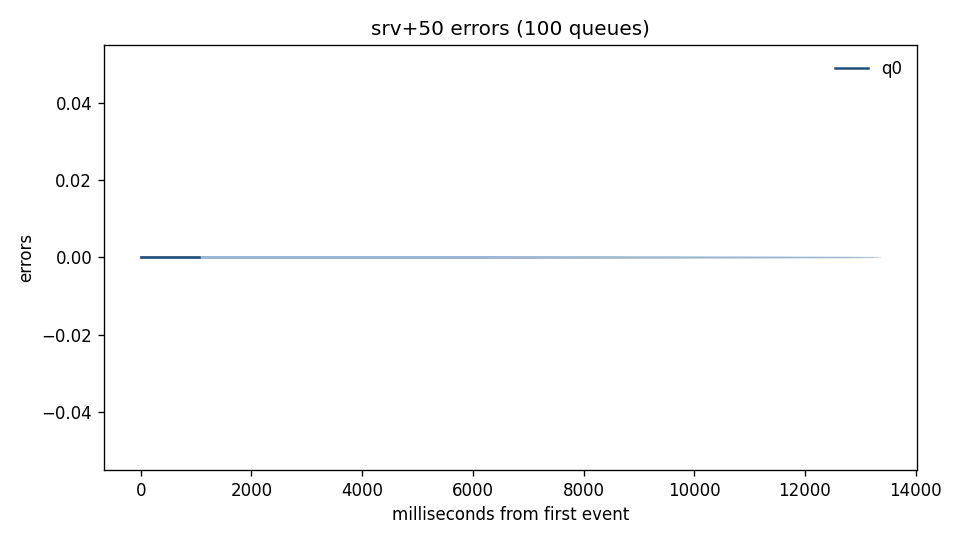 srv+50 errors (100 queues)
q0
0.04
0.02
0.00
−0.02
−0.04
errors
0 2000 4000 6000 8000 10000 12000 14000
milliseconds from first event